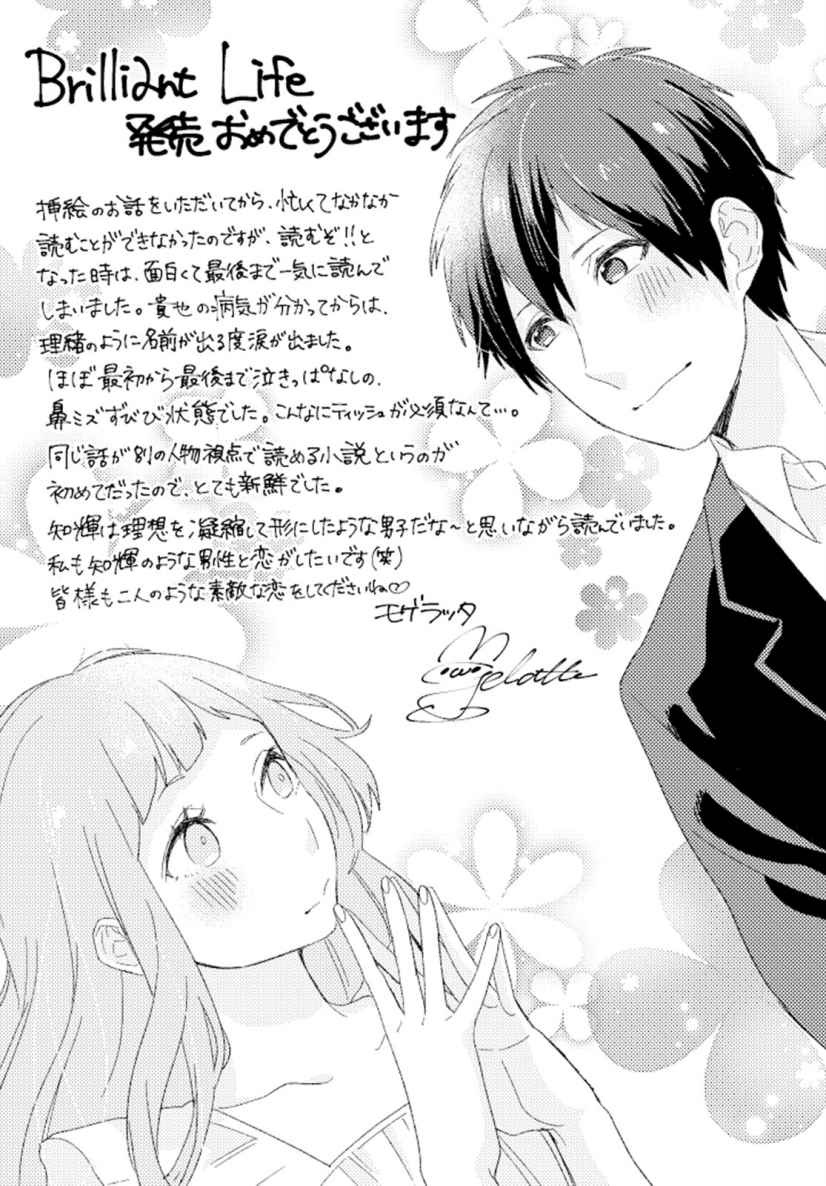 Brilliant Life
発売おめでとうございます
挿絵のお話をいただいてから、忙しくてなかなか
読むことができなかったのですが、読むぞ!!と
なった時は、面白くて最後まで一気に読んで
しまいました。貴也の病気が分かってからは、
理緒のように名前が出る度涙が出ました。
ほぼ最初から最後まで泣きっぱなしの、
鼻ミズずびび状態でした。こんなにティッシュが必須なんて…。
同じ話が別の人物視点で読める小説というのが
初めてだったので、とても新鮮でした。
知輝は理想を凝縮して形にしたような男子だな〜と思いながら読んでいました。
私も知輝のような男性と恋がしたいです(笑)
皆様も二人のような素敵な恋をしてくださいね♡
モゲラッタ